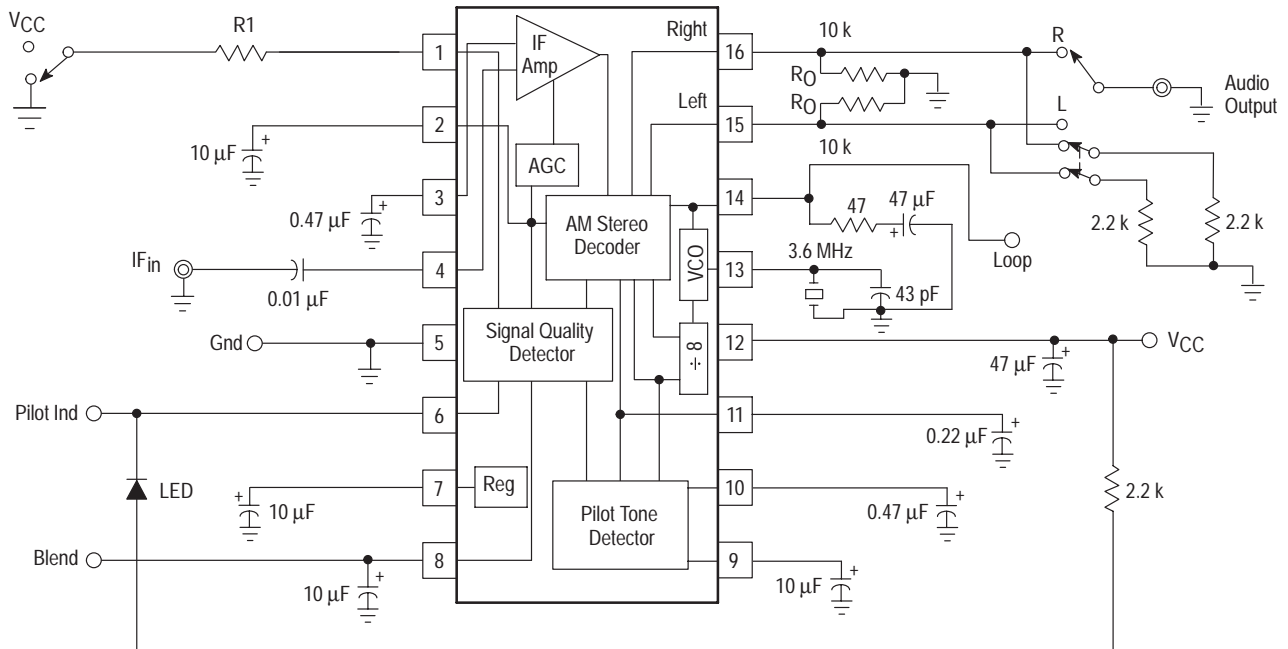 VCC
R1
1
IF
Amp
Right
16
10 k
R
RO
RO
Audio
Output
Left
15
L
10 k
2
10 µF
+
AGC
3
0.47 µF
+
AM Stereo
Decoder
14
47
47 µF
+
2.2 k
2.2 k
Loop
VCO
13
3.6 MHz
43 pF
IFin
4
0.01 µF
Signal Quality
Detector
÷ 8
12
VCC
47 µF
+
Gnd
5
Pilot Ind
6
11
0.22 µF
+
LED
7
Reg
10 µF
+
10
0.47 µF
+
2.2 k
Pilot Tone
Detector
Blend
8
10 µF
+
9
10 µF
+